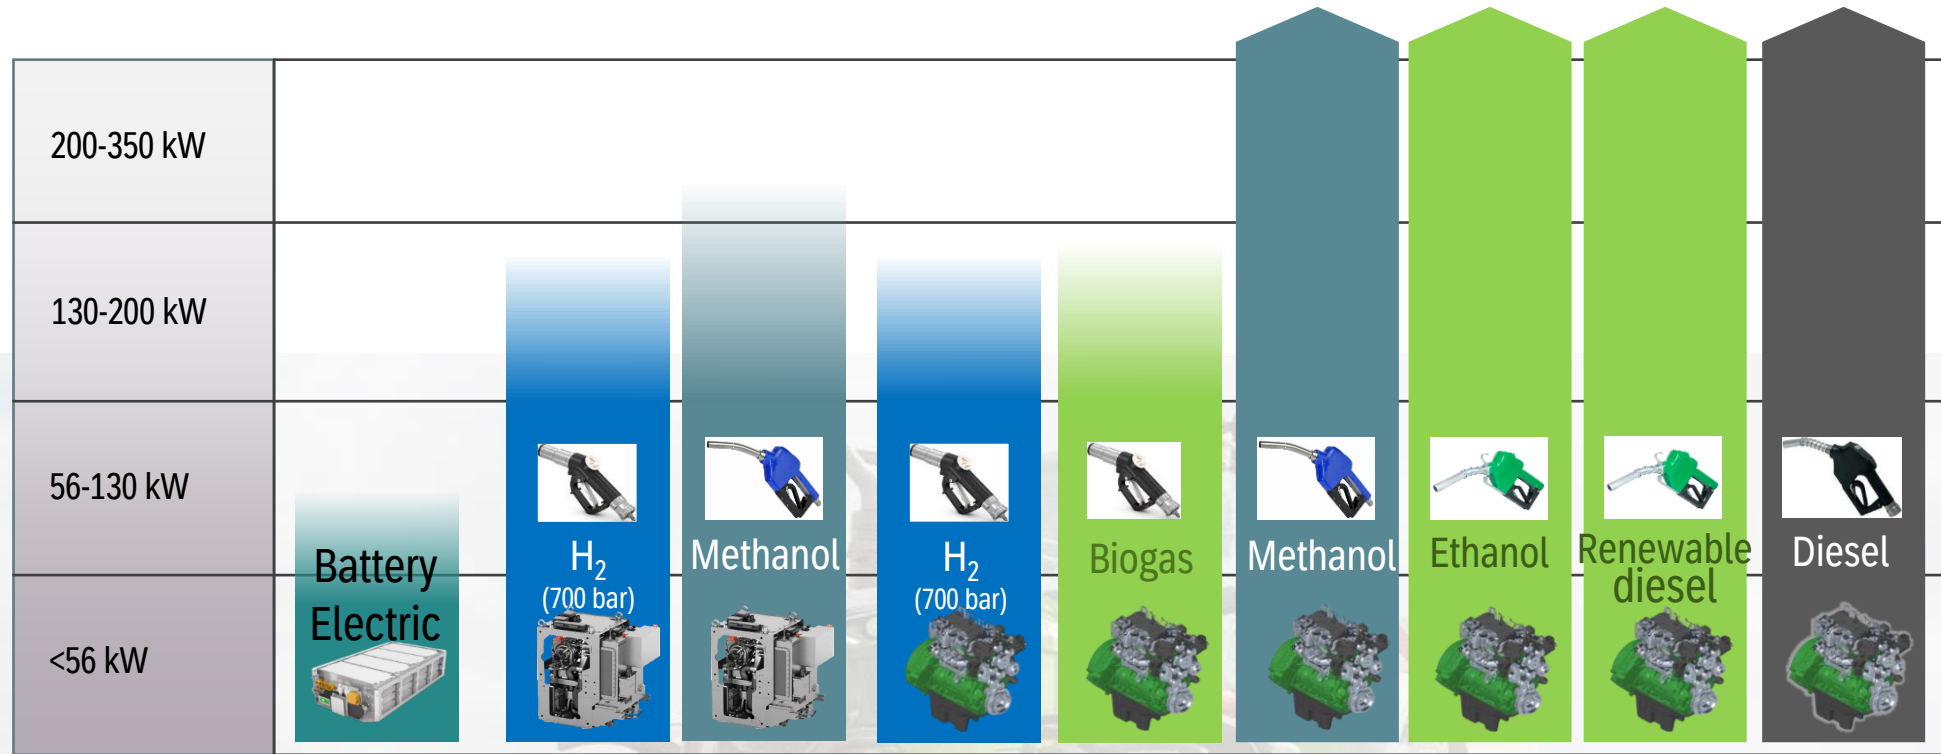 200-350 kW
130-200 kW
56-130 kW
<56 kW
Battery
Electric
H₂
(700 bar)
Methanol
H₂
(700 bar)
Biogas
Methanol
Ethanol
Renewable
diesel
Diesel